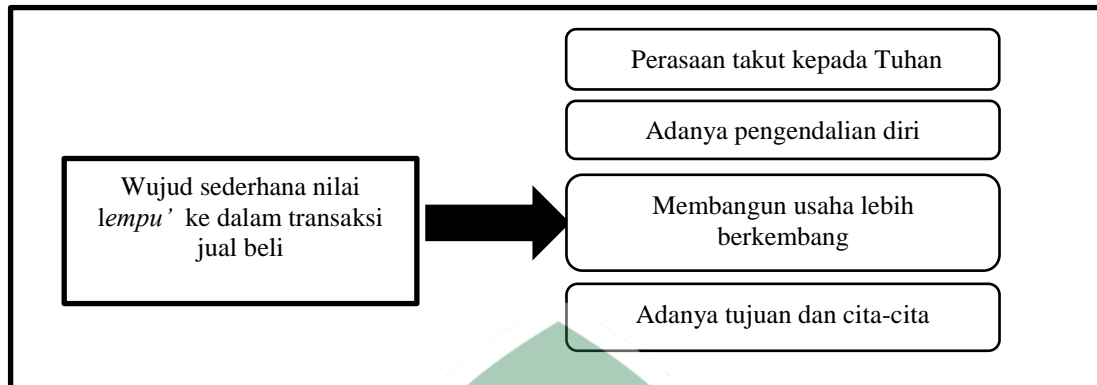 Wujud sederhana nilai
lempu’ ke dalam transaksi
jual beli
Perasaan takut kepada Tuhan
Adanya pengendalian diri
Membangun usaha lebih
berkembang
Adanya tujuan dan cita-cita